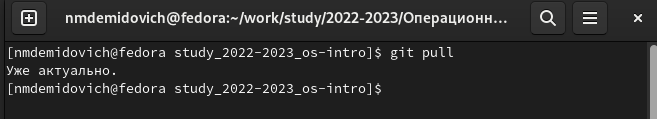 nmdemidovich@fedora:~/work/study/2022-2023/Операционн...
[nmdemidovich@fedora study_2022-2023_os-intro]$ git pull
Уже актуально.
[nmdemidovich@fedora study_2022-2023_os-intro]$